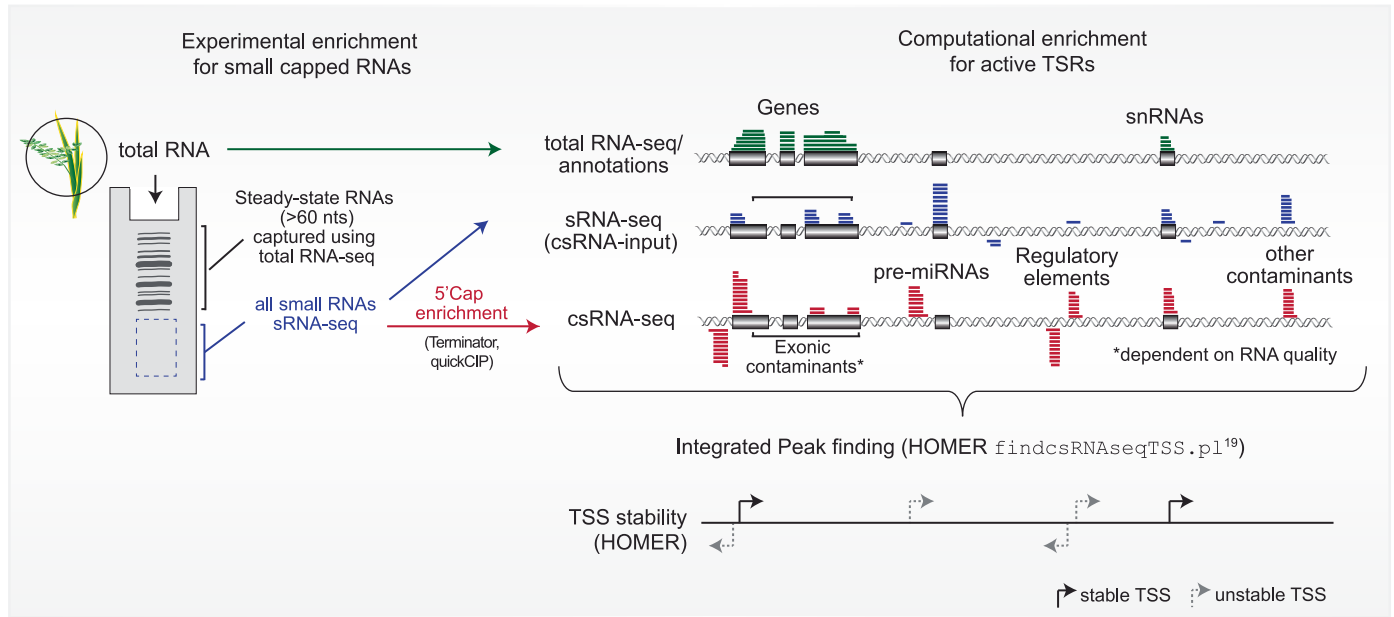 Experimental enrichment
for small capped RNAs
Computational enrichment
for active TSRs
total RNA
Steady-state RNAs
(>60 nts)
captured using
total RNA-seq
all small RNAs
sRNA-seq
5'Cap
enrichment
(Terminator,
quickCIP)
Genes
snRNAs
total RNA-seq/
annotations
sRNA-seq
(csRNA-input)
pre-miRNAs
Regulatory
elements
other
contaminants
csRNA-seq
Exonic
contaminants*
*dependent on RNA quality
Integrated Peak finding (HOMER findcsRNAseqTSS.pl19)
TSS stability
(HOMER)
stable TSS
unstable TSS